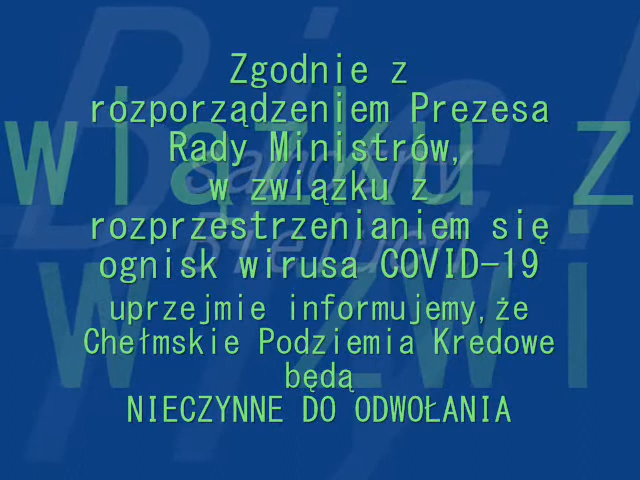 Zgodnie z
rozporządzeniem Prezesa
Rady Ministrów,
w związku z
rozprzestrzenianiem się
ognisk wirusa COVID-19
uprzejmie informujemy,że
Chełmskie Podziemia Kredowe
będą
NIECZYNNE DO ODWOŁANIA